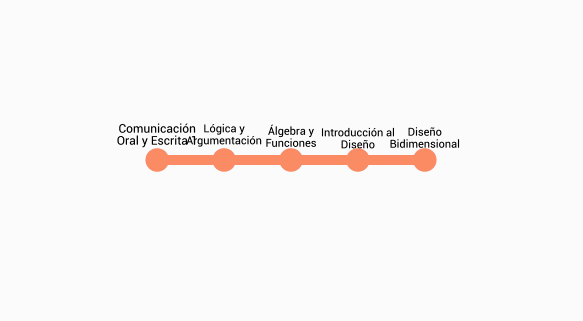 Comunicación
Oral y Escrita I
Lógica y
Argumentación
Álgebra y
Funciones
Introducción al
Diseño
Diseño
Bidimensional